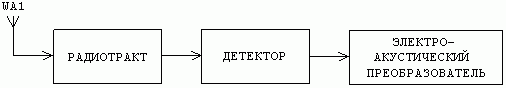 WA1
РАДИОТРАКТ
ДЕТЕКТОР
ЭЛЕКТРО-
АКУСТИЧЕСКИЙ
ПРЕОБРАЗОВАТЕЛЬ